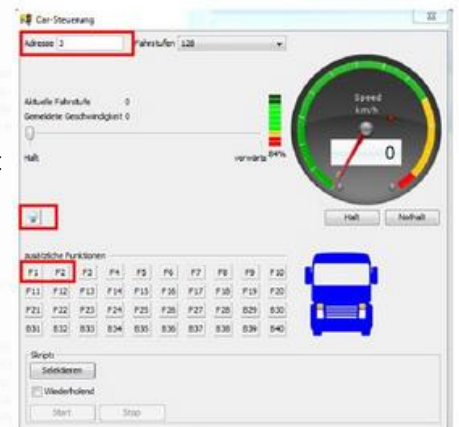 Car-Steuerung
Adresse 3 Fahrstufen 128
Aktuelle Fahrstufe 0
Gemeldete Geschwindigkeit 0
Halt vorwärts 84%
Speed
km/h
0
Halt Nothalt
zusätzliche Funktionen
F1 F2 F3 F4 F5 F6 F7 F8 F9 F10
F11 F12 F13 F14 F15 F16 F17 F18 F19 F20
F21 F22 F23 F24 F25 F26 F27 F28 B29 B30
B31 B32 B33 B34 B35 B36 B37 B38 B39 B40
Skripts
Selektieren
Wiederholend
Start Stop